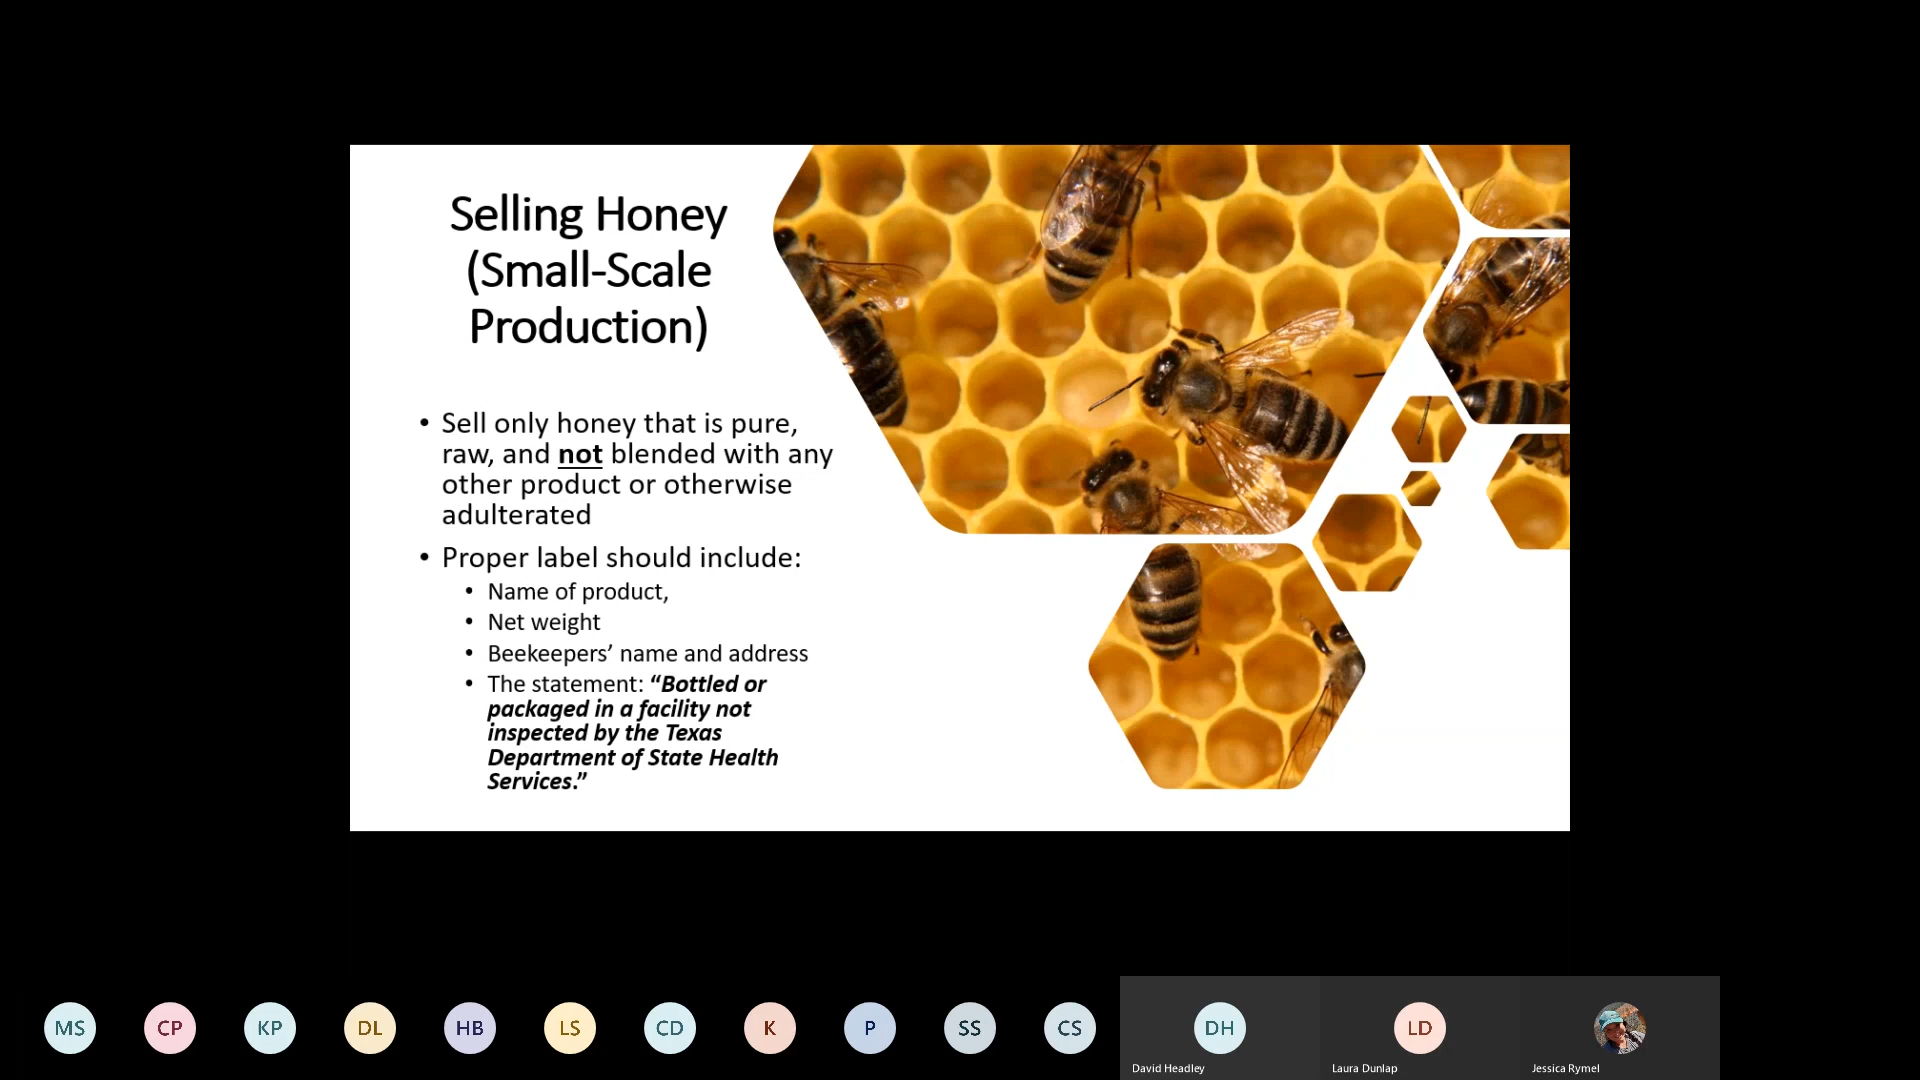 Selling Honey
(Small-Scale
Production)
• Sell only honey that is pure,
raw, and not blended with any
other product or otherwise
adulterated
• Proper label should include:
• Name of product,
• Net weight
• Beekeepers’ name and address
• The statement: “Bottled or
packaged in a facility not
inspected by the Texas
Department of State Health
Services.”
MS CP KP DL HB LS CD K P SS CS DH LD
David Headley Laura Dunlap Jessica Rymel